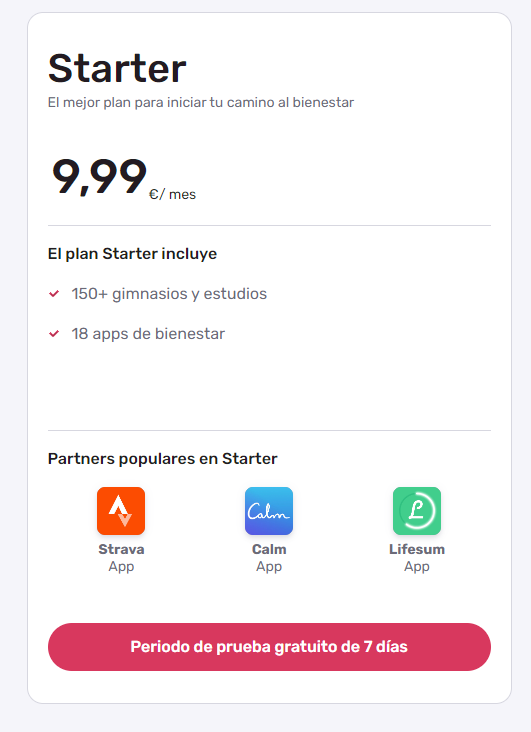 Starter
El mejor plan para iniciar tu camino al bienestar
9,99 €/ mes
El plan Starter incluye
150+ gimnasios y estudios
18 apps de bienestar
Partners populares en Starter
Calm
Strava Calm Lifesum
App App App
Periodo de prueba gratuito de 7 días